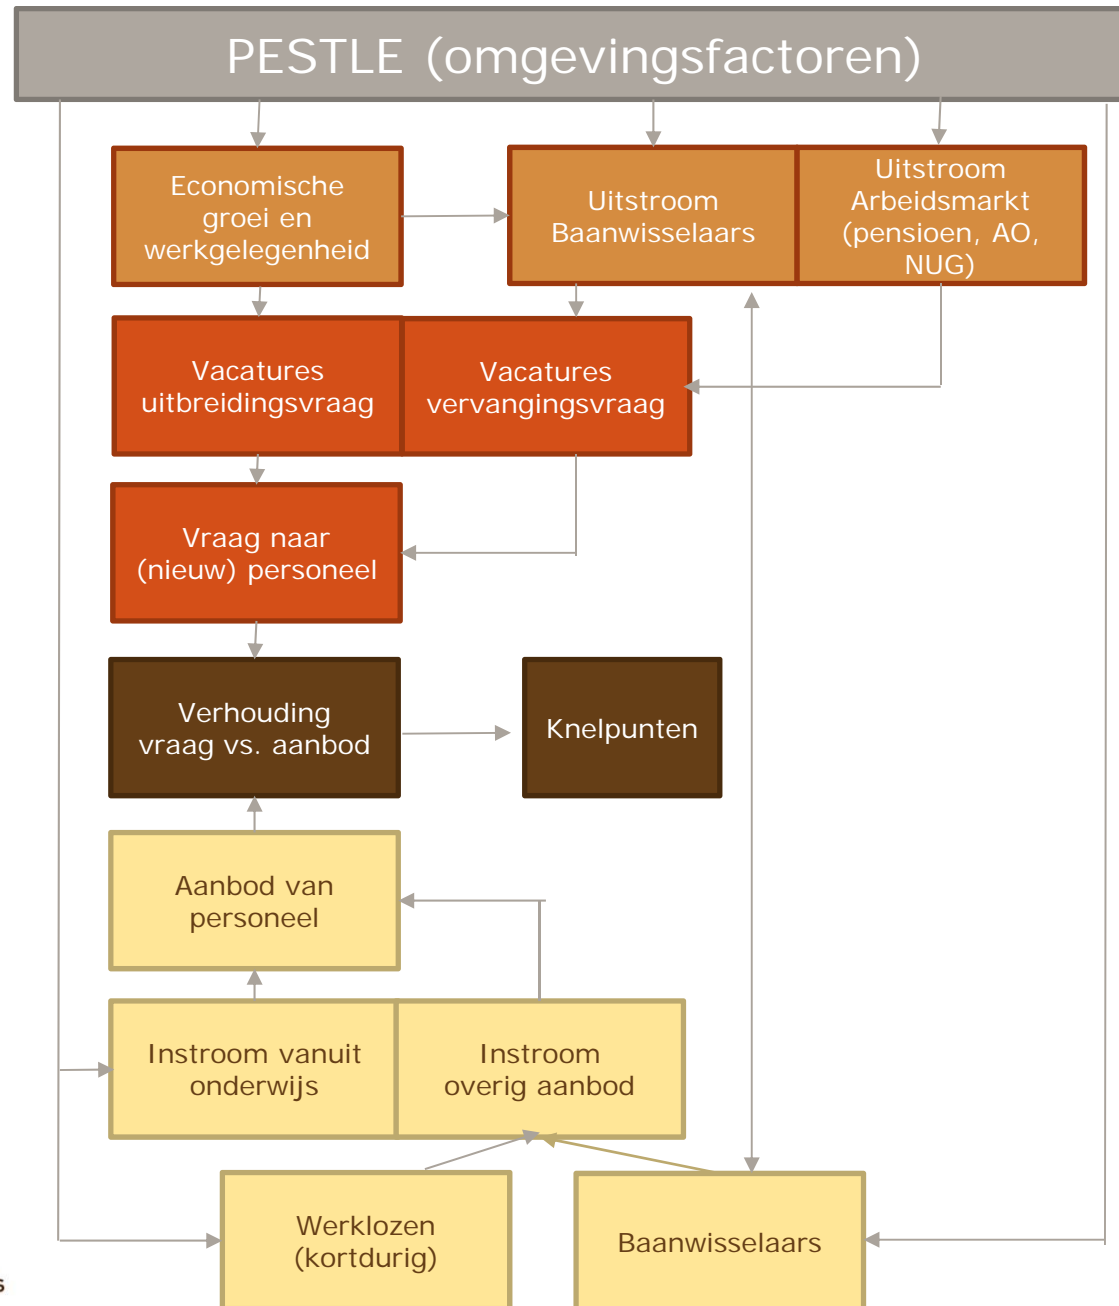 PESTLE (omgevingsfactoren)
Economische
groei en
werkgelegenheid
Uitstroom
Baanwisselaars
Uitstroom
Arbeidsmarkt
(pensioen, AO,
NUG)
Vacatures
uitbreidingsvraag
Vacatures
vervangingsvraag
Vraag naar
(nieuw) personeel
Verhouding
vraag vs. aanbod
Knelpunten
Aanbod van
personeel
Instroom vanuit
onderwijs
Instroom
overig aanbod
Werklozen
(kortdurig)
Baanwisselaars
s